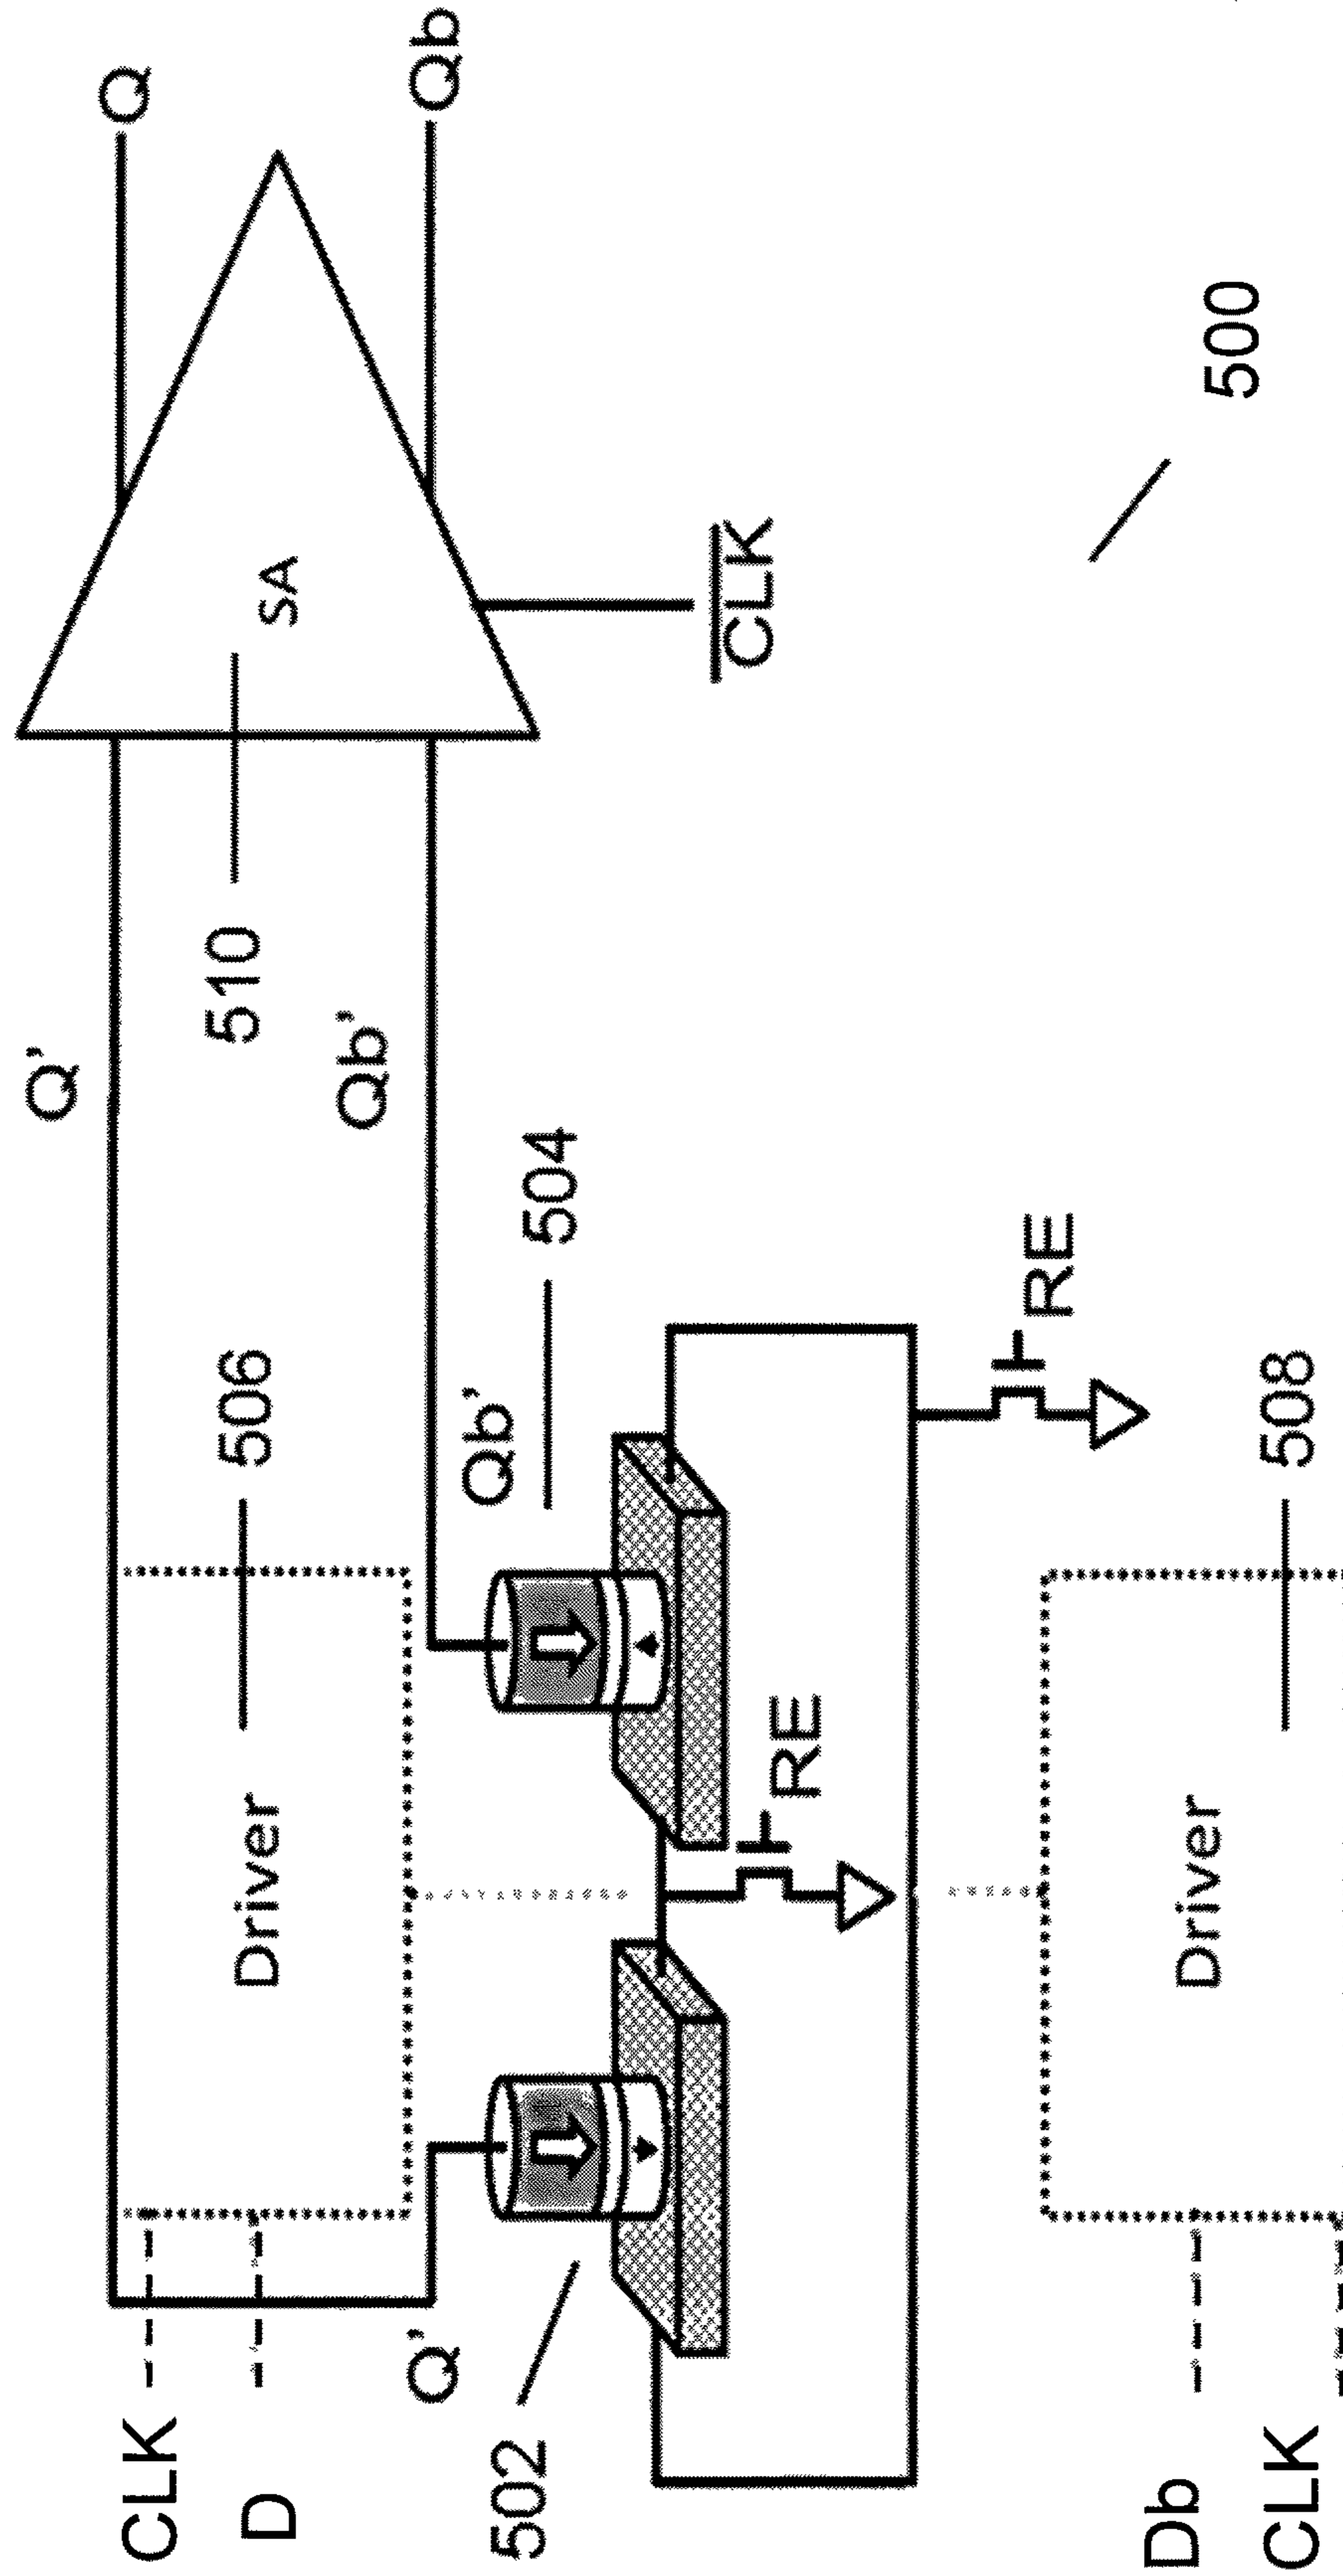 Q'
Q
CLK
Driver
506
510
SA
D
Qb'
Qb
Q'
Qb'
504
502
CLK
RE
RE
500
Db
Driver
508
CLK